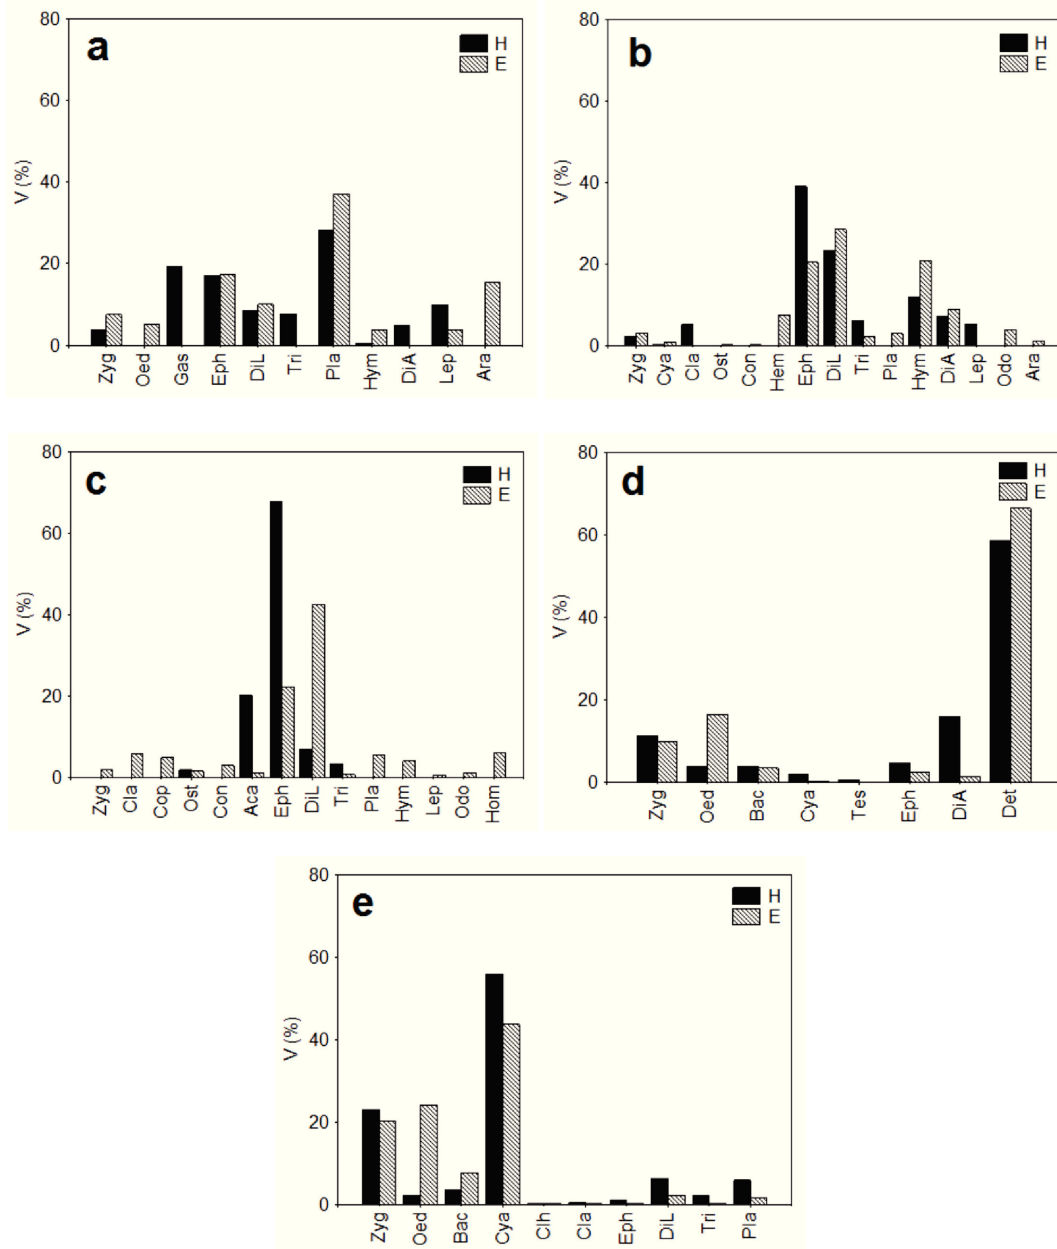 a
H
E
80
60
40
20
0
V (%)
Zyg Oed Gas Eph DiL Tri Pla Hym DiA Lep Ara
b
H
E
80
60
40
20
0
V (%)
Zyg Cya Cla Ost Con Hem Eph DiL Tri Pla Hym DiA Lep Odo Ara
c
H
E
80
60
40
20
0
V (%)
Zyg Cla Cop Ost Con Aca Eph DiL Tri Pla Hym Lep Odo Hom
d
H
E
80
60
40
20
0
V (%)
Zyg Oed Bac Cya Tes Eph DiA Det
e
H
E
80
60
40
20
0
V (%)
Zyg Oed Bac Cya Clh Cla Eph DiL Tri Pla